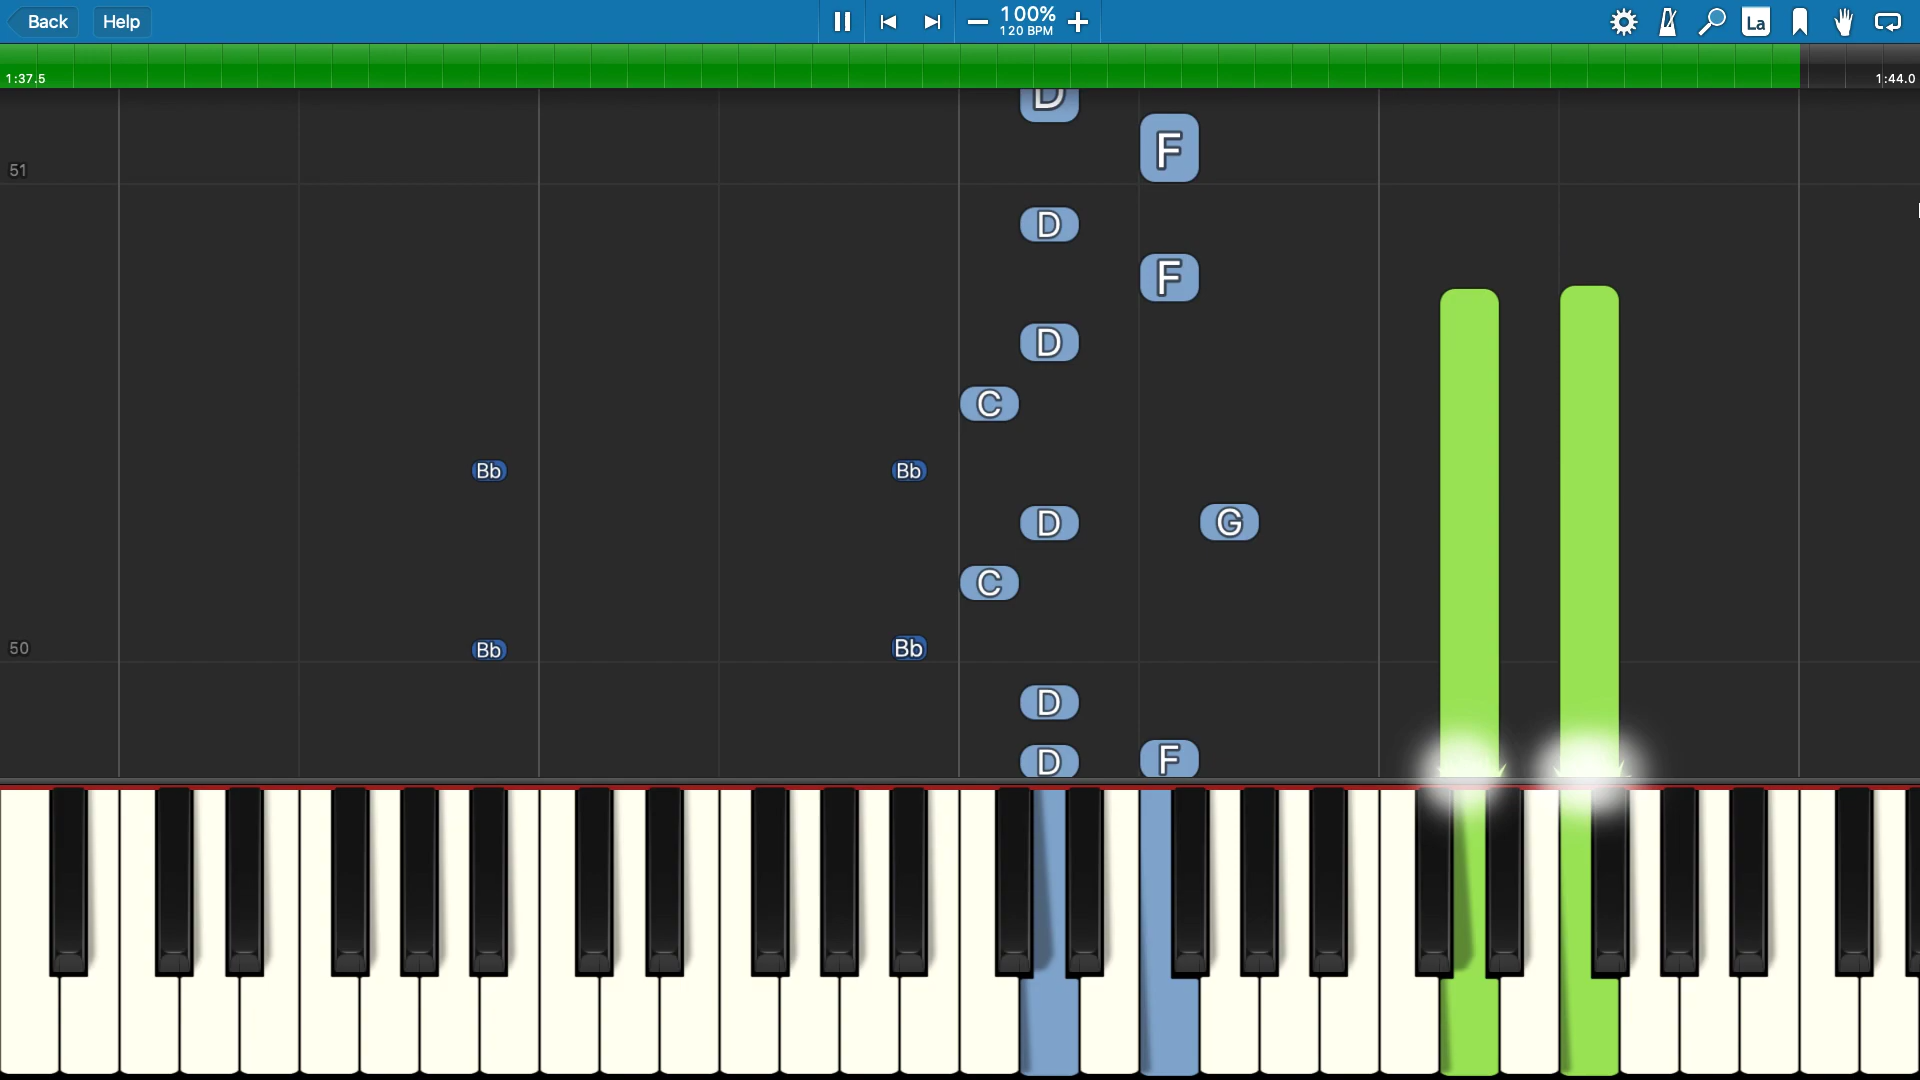 Back Help 100% La
120 BPM
1:37.5 1:44.0
D
F
51
D
F
D
C
Bb Bb
D G
C
50 Bb Bb
D
D F